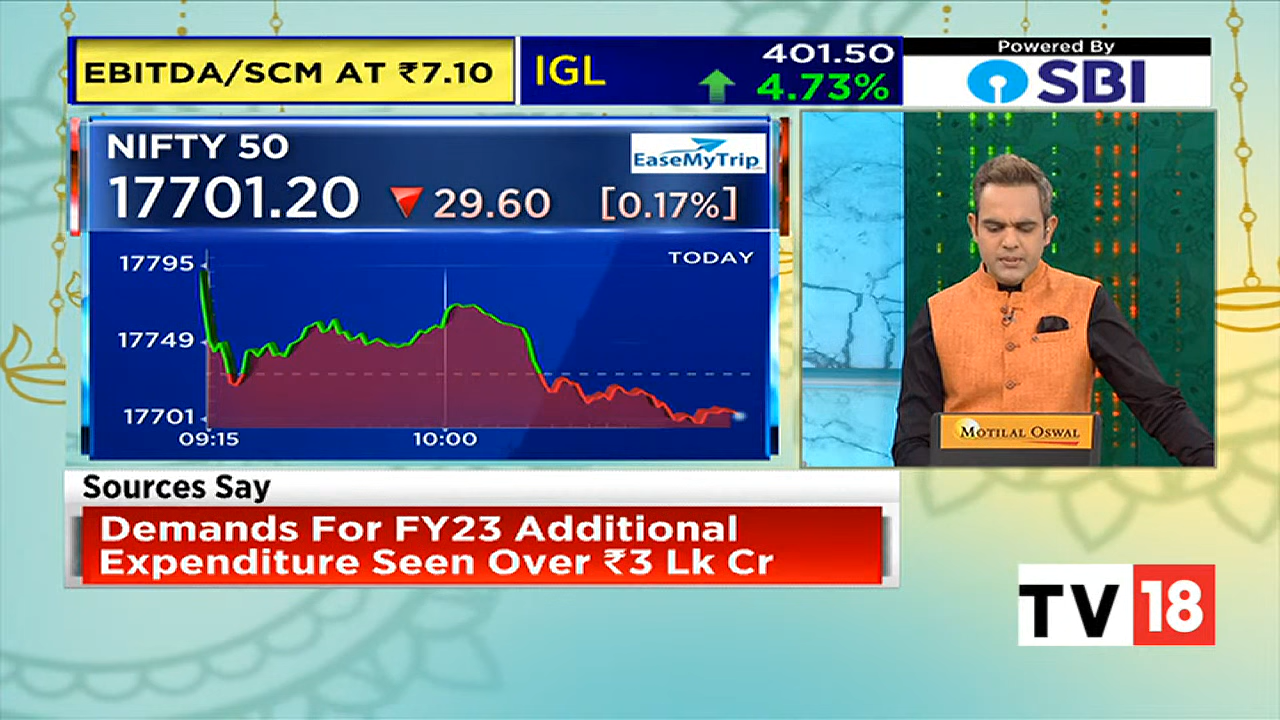 EBITDA/SCM AT ₹7.10
IGL
401.50
4.73%
Powered By
SBI
NIFTY 50
EaseMyTrip
17701.20 29.60 [0.17%]
TODAY
17795
17749
17701
09:15 10:00
MOTILAL OSWAL
Sources Say
Demands For FY23 Additional
Expenditure Seen Over ₹3 Lk Cr
TV 18